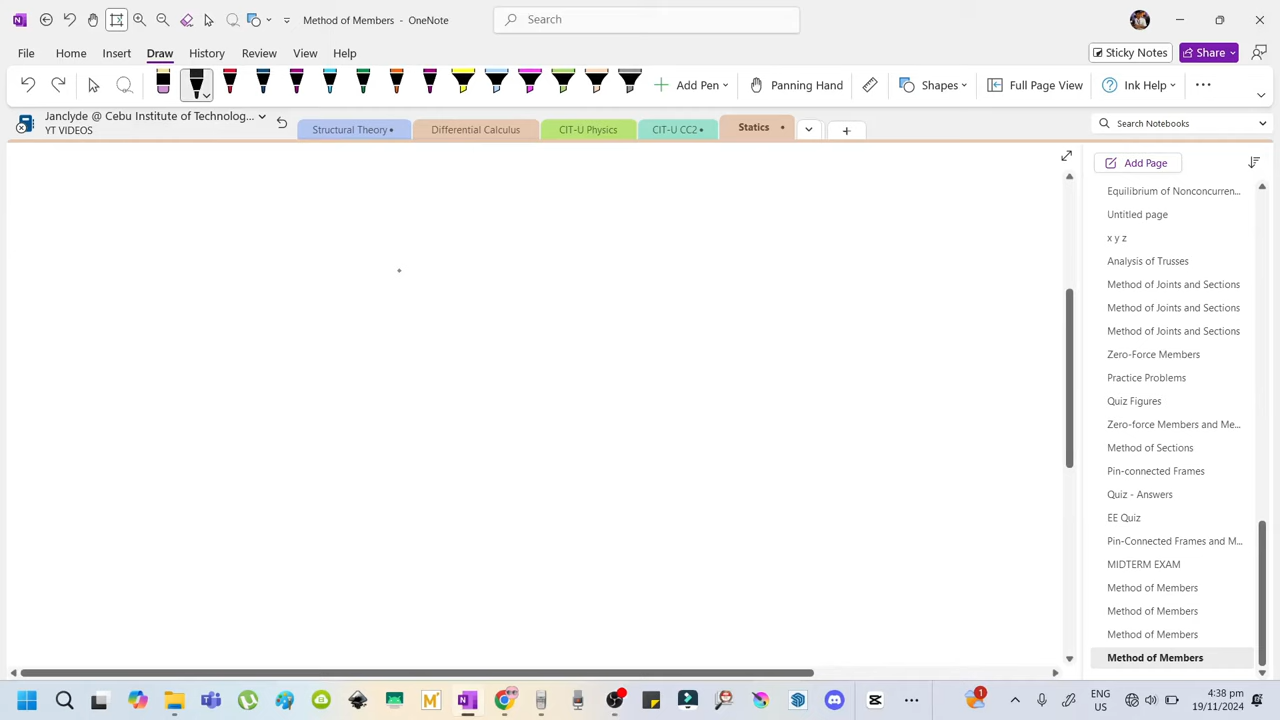 Method of Members - OneNote
Search
File Home Insert Draw History Review View Help
Sticky Notes Share
Add Pen Panning Hand Shapes Full Page View Ink Help
Janclyde @ Cebu Institute of Technolog...
YT VIDEOS
Structural Theory Differential Calculus CIT-U Physics CIT-U CC2 Statics
Search Notebooks
Add Page
Equilibrium of Nonconcurren...
Untitled page
x y z
Analysis of Trusses
Method of Joints and Sections
Method of Joints and Sections
Method of Joints and Sections
Zero-Force Members
Practice Problems
Quiz Figures
Zero-force Members and Me...
Method of Sections
Pin-connected Frames
Quiz - Answers
EE Quiz
Pin-Connected Frames and M...
MIDTERM EXAM
Method of Members
Method of Members
Method of Members
Method of Members
1
ENG
US
4:38 pm
19/11/2024